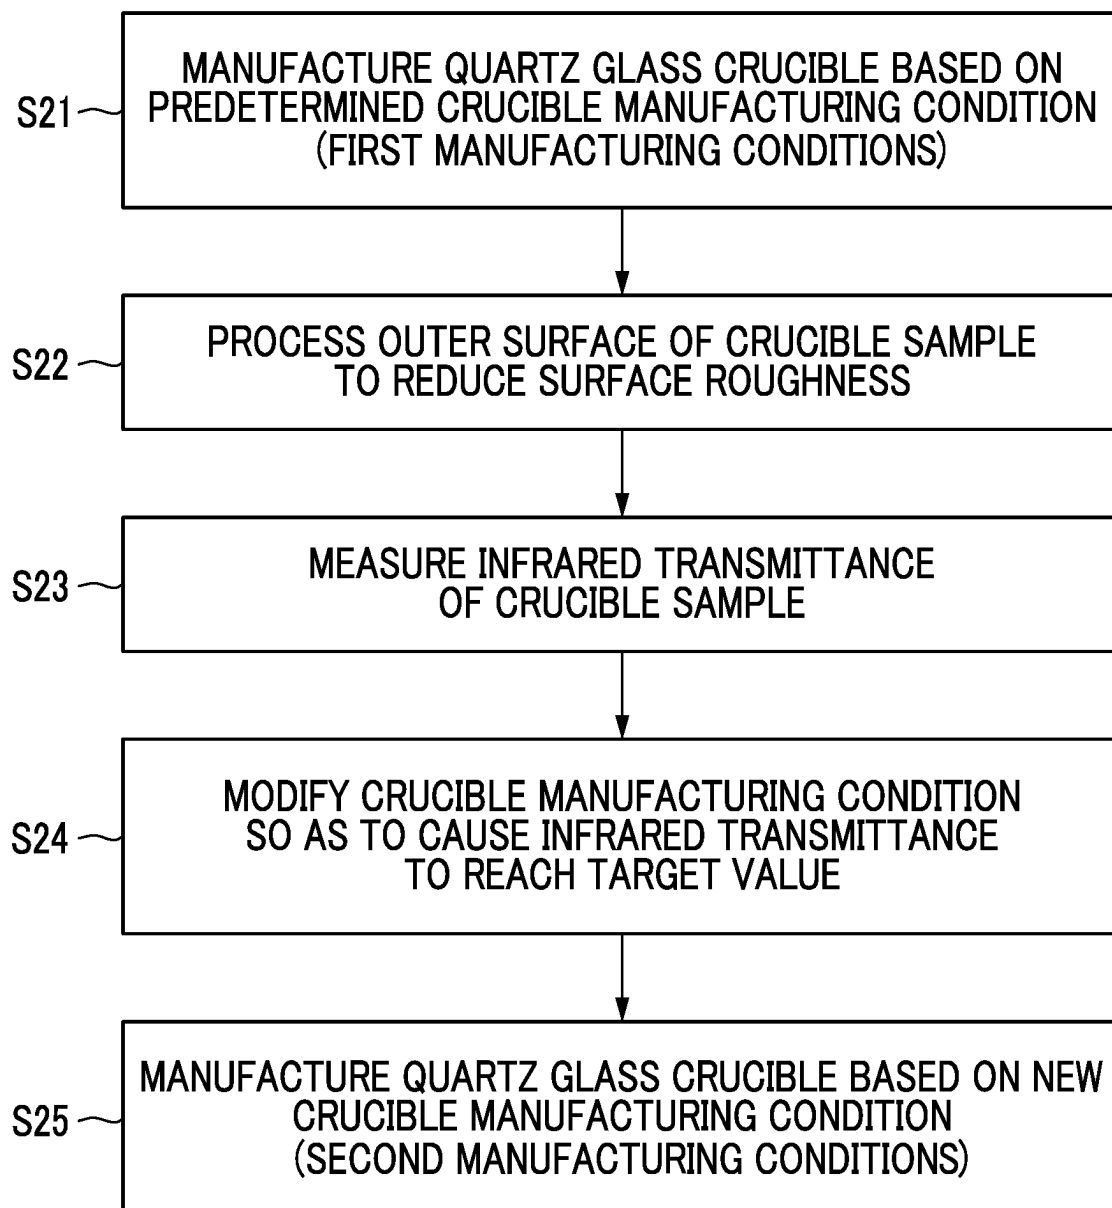 S21
MANUFACTURE QUARTZ GLASS CRUCIBLE BASED ON
PREDETERMINED CRUCIBLE MANUFACTURING CONDITION
(FIRST MANUFACTURING CONDITIONS)
S22
PROCESS OUTER SURFACE OF CRUCIBLE SAMPLE
TO REDUCE SURFACE ROUGHNESS
S23
MEASURE INFRARED TRANSMITTANCE
OF CRUCIBLE SAMPLE
S24
MODIFY CRUCIBLE MANUFACTURING CONDITION
SO AS TO CAUSE INFRARED TRANSMITTANCE
TO REACH TARGET VALUE
S25
MANUFACTURE QUARTZ GLASS CRUCIBLE BASED ON NEW
CRUCIBLE MANUFACTURING CONDITION
(SECOND MANUFACTURING CONDITIONS)